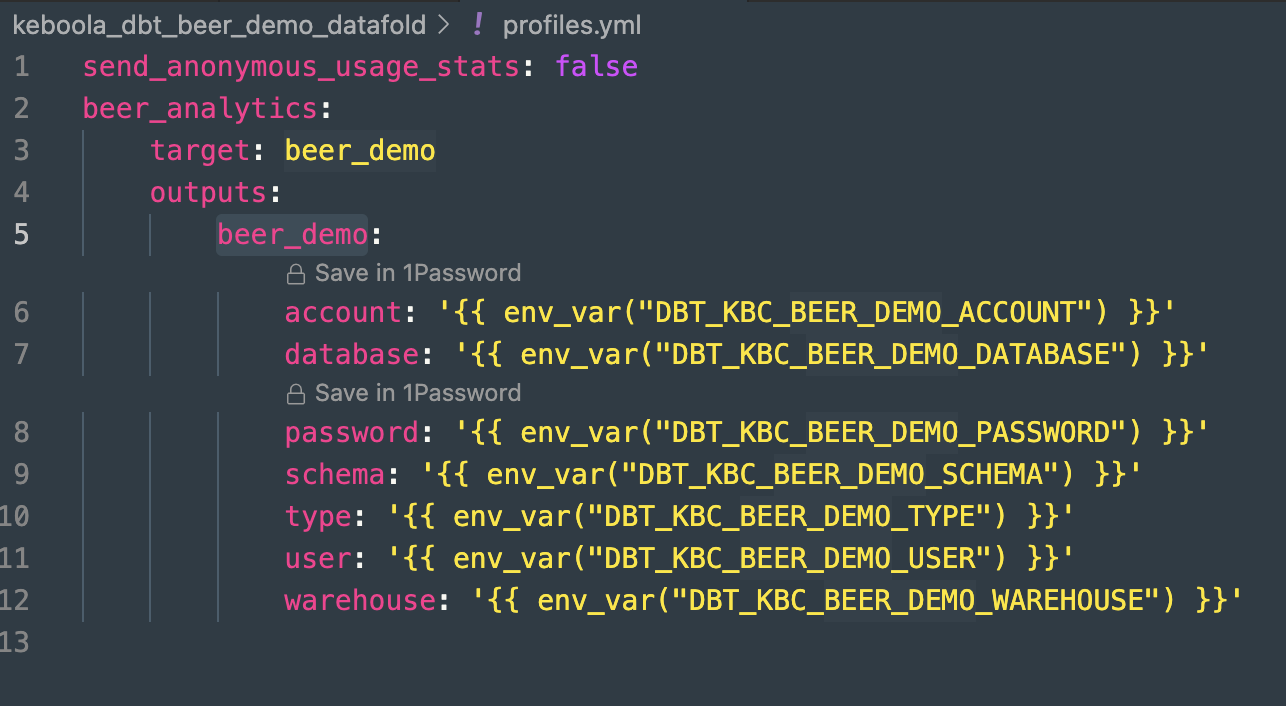 keboola_dbt_beer_demo_datafold > ! profiles.yml
1 send_anonymous_usage_stats: false
2 beer_analytics:
3 target: beer_demo
4 outputs:
5 beer_demo:
Save in 1Password
6 account: '{{ env_var("DBT_KBC_BEER_DEMO_ACCOUNT") }}'
7 database: '{{ env_var("DBT_KBC_BEER_DEMO_DATABASE") }}'
Save in 1Password
8 password: '{{ env_var("DBT_KBC_BEER_DEMO_PASSWORD") }}'
9 schema: '{{ env_var("DBT_KBC_BEER_DEMO_SCHEMA") }}'
10 type: '{{ env_var("DBT_KBC_BEER_DEMO_TYPE") }}'
11 user: '{{ env_var("DBT_KBC_BEER_DEMO_USER") }}'
12 warehouse: '{{ env_var("DBT_KBC_BEER_DEMO_WAREHOUSE") }}'
13